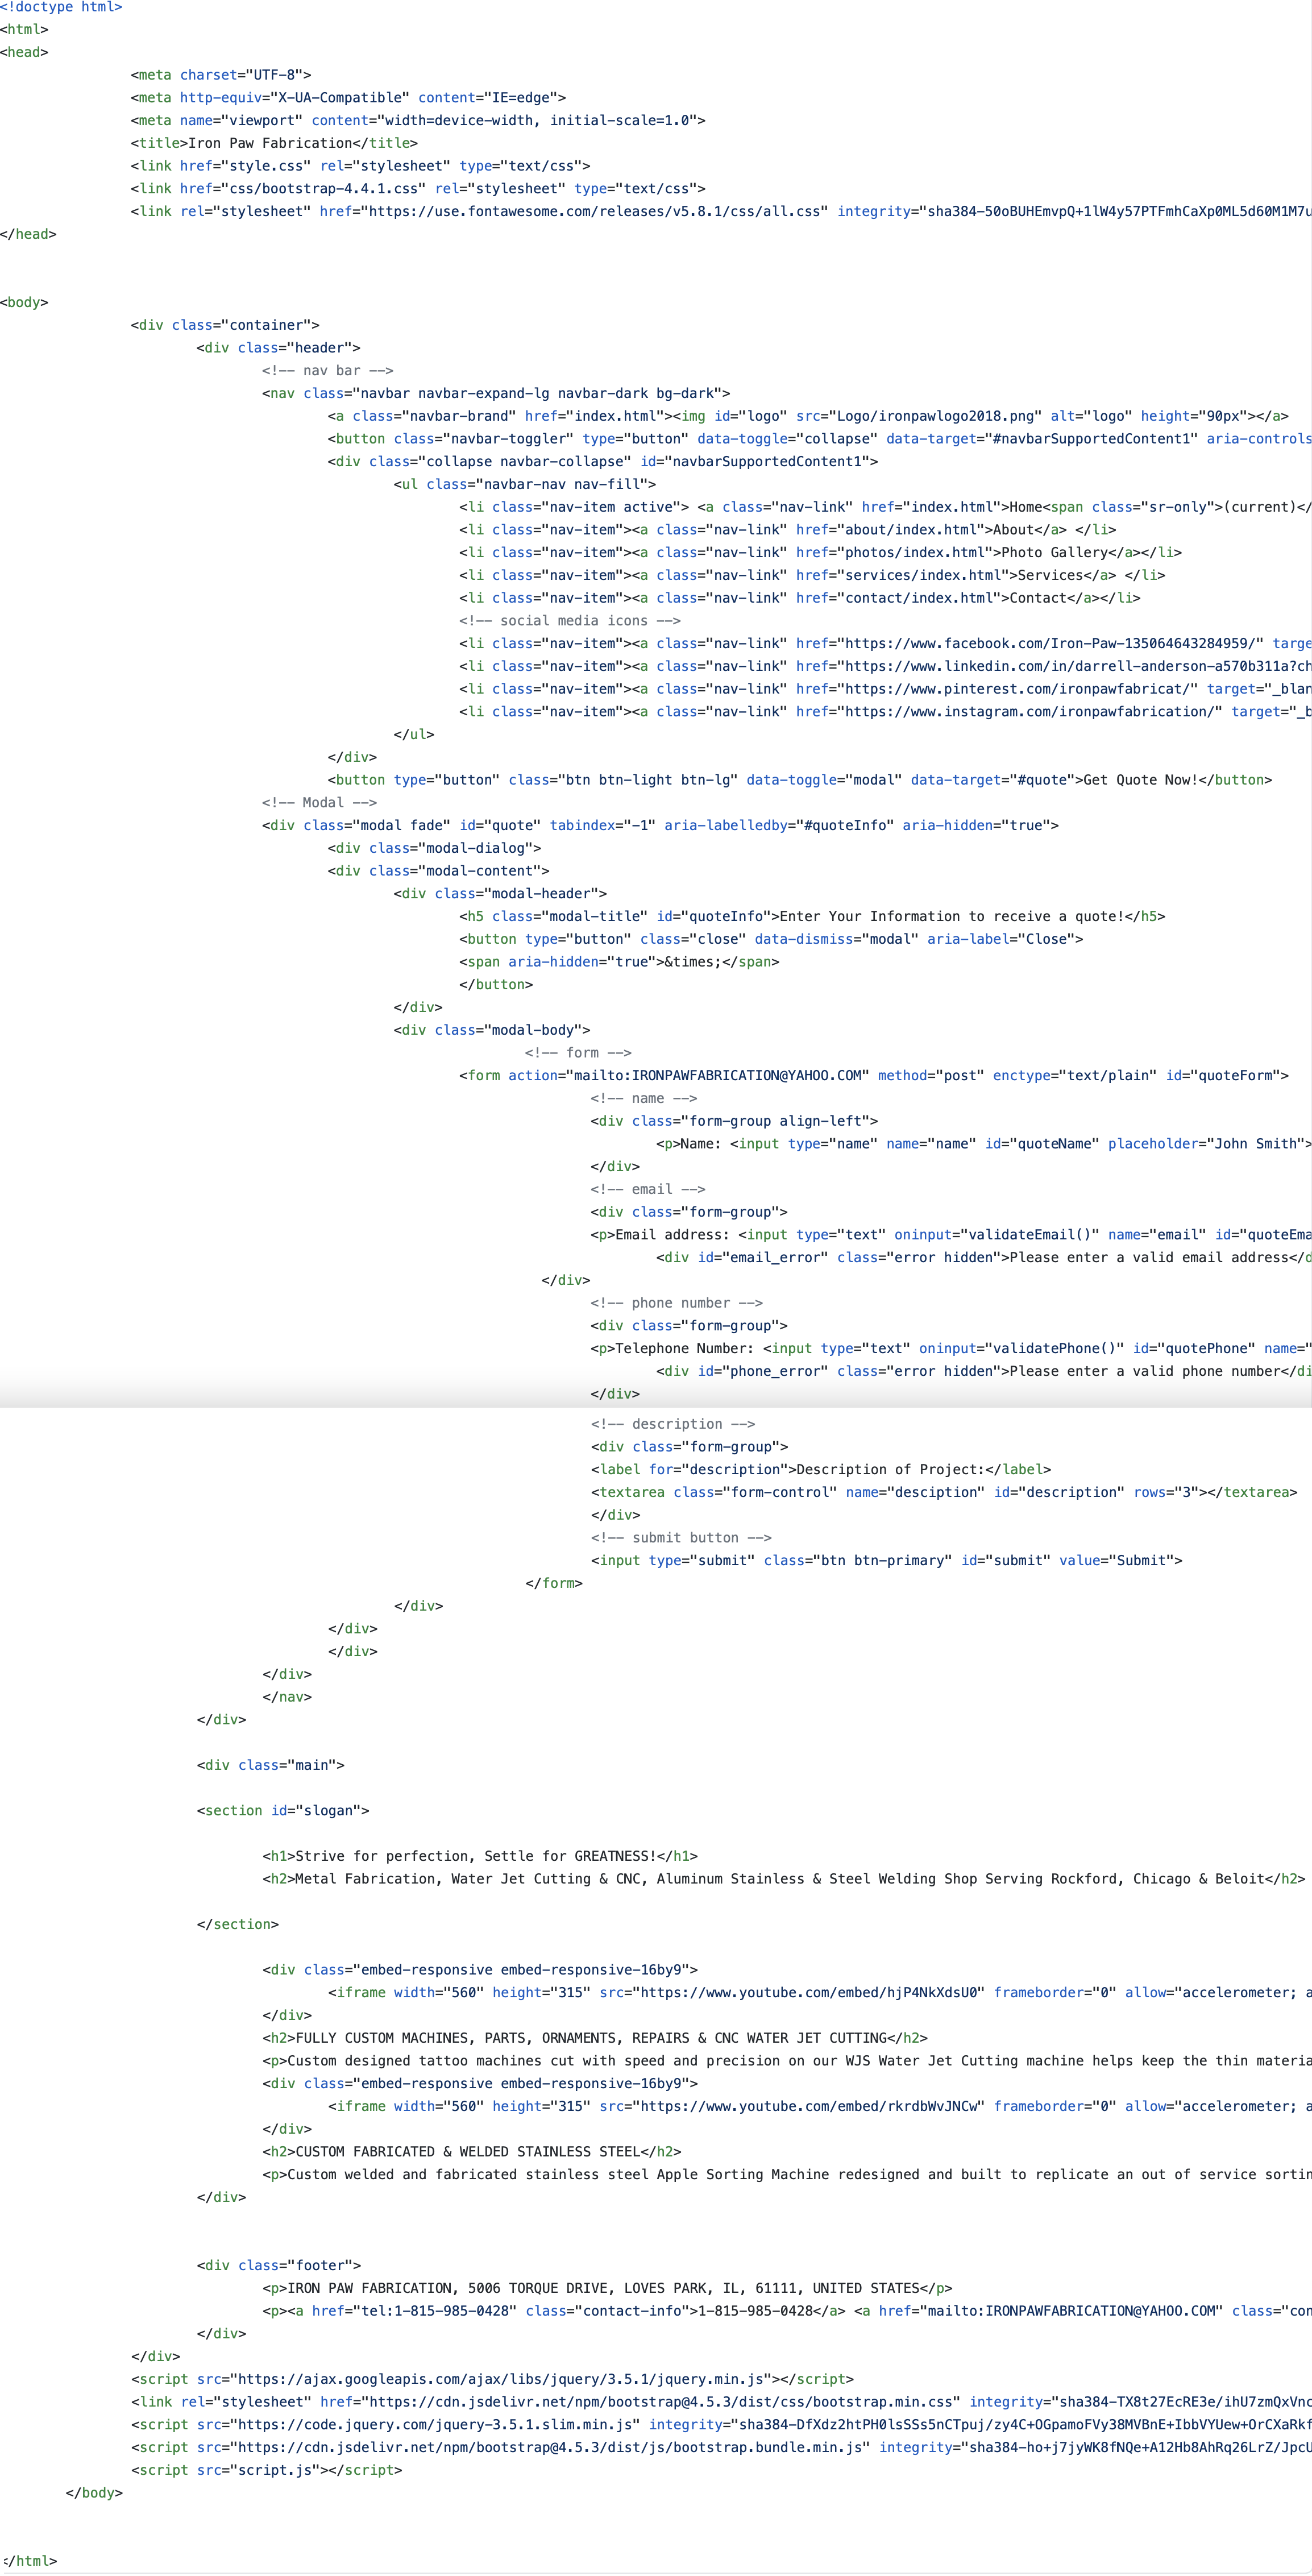 <!doctype html>
<html>
<head>
<meta charset="UTF-8">
<meta http-equiv="X-UA-Compatible" content="IE=edge">
<meta name="viewport" content="width=device-width, initial-scale=1.0">
<title>Iron Paw Fabrication</title>
<link href="style.css" rel="stylesheet" type="text/css">
<link href="css/bootstrap-4.4.1.css" rel="stylesheet" type="text/css">
<link rel="stylesheet" href="https://use.fontawesome.com/releases/v5.8.1/css/all.css" integrity="sha384-50oBUHEmvpQ+1lW4y57PTFmhCaXp0ML5d60M1M7u
</head>
<body>
<div class="container">
<div class="header">
<!-- nav bar -->
<nav class="navbar navbar-expand-lg navbar-dark bg-dark">
<a class="navbar-brand" href="index.html"><img id="logo" src="Logo/ironpawlogo2018.png" alt="logo" height="90px"></a>
<button class="navbar-toggler" type="button" data-toggle="collapse" data-target="#navbarSupportedContent1" aria-controls
<div class="collapse navbar-collapse" id="navbarSupportedContent1">
<ul class="navbar-nav nav-fill">
<li class="nav-item active"> <a class="nav-link" href="index.html">Home<span class="sr-only">(current)</
<li class="nav-item"><a class="nav-link" href="about/index.html">About</a> </li>
<li class="nav-item"><a class="nav-link" href="photos/index.html">Photo Gallery</a></li>
<li class="nav-item"><a class="nav-link" href="services/index.html">Services</a> </li>
<li class="nav-item"><a class="nav-link" href="contact/index.html">Contact</a></li>
<!-- social media icons -->
<li class="nav-item"><a class="nav-link" href="https://www.facebook.com/Iron-Paw-135064643284959/" targe
<li class="nav-item"><a class="nav-link" href="https://www.linkedin.com/in/darrell-anderson-a570b311a?ch
<li class="nav-item"><a class="nav-link" href="https://www.pinterest.com/ironpawfabricat/" target="_blan
<li class="nav-item"><a class="nav-link" href="https://www.instagram.com/ironpawfabrication/" target="_b
</ul>
</div>
<button type="button" class="btn btn-light btn-lg" data-toggle="modal" data-target="#quote">Get Quote Now!</button>
<!-- Modal -->
<div class="modal fade" id="quote" tabindex="-1" aria-labelledby="#quoteInfo" aria-hidden="true">
<div class="modal-dialog">
<div class="modal-content">
<div class="modal-header">
<h5 class="modal-title" id="quoteInfo">Enter Your Information to receive a quote!</h5>
<button type="button" class="close" data-dismiss="modal" aria-label="Close">
<span aria-hidden="true">&times;</span>
</button>
</div>
<div class="modal-body">
<!-- form -->
<form action="mailto:IRONPAWFABRICATION@YAHOO.COM" method="post" enctype="text/plain" id="quoteForm">
<!-- name -->
<div class="form-group align-left">
<p>Name: <input type="name" name="name" id="quoteName" placeholder="John Smith">
</div>
<!-- email -->
<div class="form-group">
<p>Email address: <input type="text" oninput="validateEmail()" name="email" id="quoteEma
<div id="email_error" class="error hidden">Please enter a valid email address</d
</div>
<!-- phone number -->
<div class="form-group">
<p>Telephone Number: <input type="text" oninput="validatePhone()" id="quotePhone" name="
<div id="phone_error" class="error hidden">Please enter a valid phone number</di
</div>
<!-- description -->
<div class="form-group">
<label for="description">Description of Project:</label>
<textarea class="form-control" name="desciption" id="description" rows="3"></textarea>
</div>
<!-- submit button -->
<input type="submit" class="btn btn-primary" id="submit" value="Submit">
</form>
</div>
</div>
</div>
</div>
</nav>
</div>
<div class="main">
<section id="slogan">
<h1>Strive for perfection, Settle for GREATNESS!</h1>
<h2>Metal Fabrication, Water Jet Cutting & CNC, Aluminum Stainless & Steel Welding Shop Serving Rockford, Chicago & Beloit</h2>
</section>
<div class="embed-responsive embed-responsive-16by9">
<iframe width="560" height="315" src="https://www.youtube.com/embed/hjP4NkXdsU0" frameborder="0" allow="accelerometer; a
</div>
<h2>FULLY CUSTOM MACHINES, PARTS, ORNAMENTS, REPAIRS & CNC WATER JET CUTTING</h2>
<p>Custom designed tattoo machines cut with speed and precision on our WJS Water Jet Cutting machine helps keep the thin materia
<div class="embed-responsive embed-responsive-16by9">
<iframe width="560" height="315" src="https://www.youtube.com/embed/rkrdbWvJNCw" frameborder="0" allow="accelerometer; a
</div>
<h2>CUSTOM FABRICATED & WELDED STAINLESS STEEL</h2>
<p>Custom welded and fabricated stainless steel Apple Sorting Machine redesigned and built to replicate an out of service sortin
</div>
<div class="footer">
<p>IRON PAW FABRICATION, 5006 TORQUE DRIVE, LOVES PARK, IL, 61111, UNITED STATES</p>
<p><a href="tel:1-815-985-0428" class="contact-info">1-815-985-0428</a> <a href="mailto:IRONPAWFABRICATION@YAHOO.COM" class="con
</div>
</div>
<script src="https://ajax.googleapis.com/ajax/libs/jquery/3.5.1/jquery.min.js"></script>
<link rel="stylesheet" href="https://cdn.jsdelivr.net/npm/bootstrap@4.5.3/dist/css/bootstrap.min.css" integrity="sha384-TX8t27EcRE3e/ihU7zmQxVnc
<script src="https://code.jquery.com/jquery-3.5.1.slim.min.js" integrity="sha384-DfXdz2htPH0lsSSs5nCTpuj/zy4C+OGpamoFVy38MVBnE+IbbVYUew+OrCXaRkf
<script src="https://cdn.jsdelivr.net/npm/bootstrap@4.5.3/dist/js/bootstrap.bundle.min.js" integrity="sha384-ho+j7jyWK8fNQe+A12Hb8AhRq26LrZ/JpcU
<script src="script.js"></script>
</body>
</html>